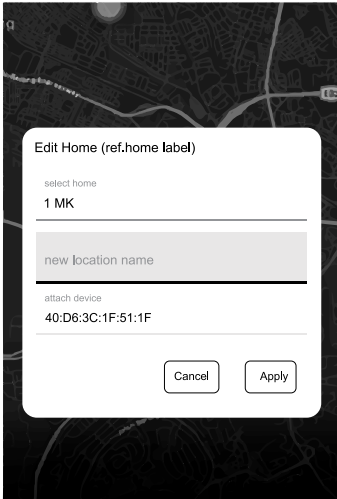 Edit Home (ref.home label)
select home
1 MK
new location name
attach device
40:D6:3C:1F:51:1F
Cancel
Apply